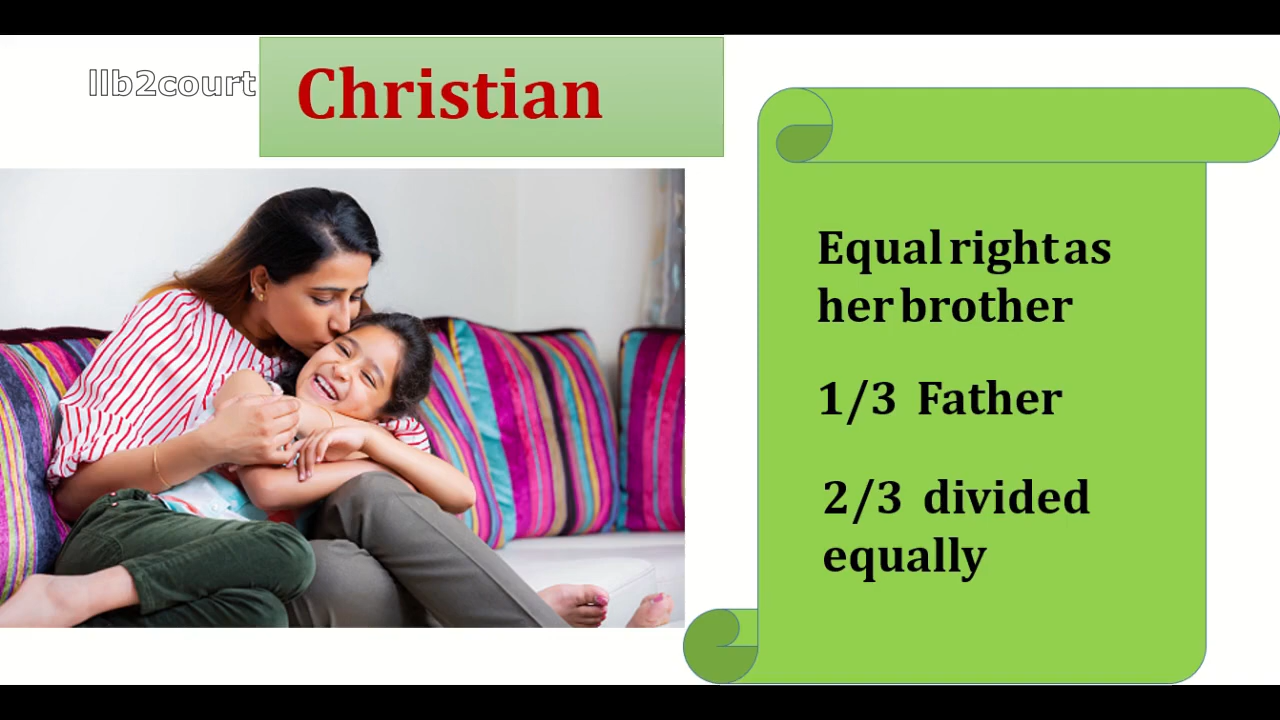 llb2court
Christian
Equal right as
her brother
1/3 Father
2/3 divided
equally